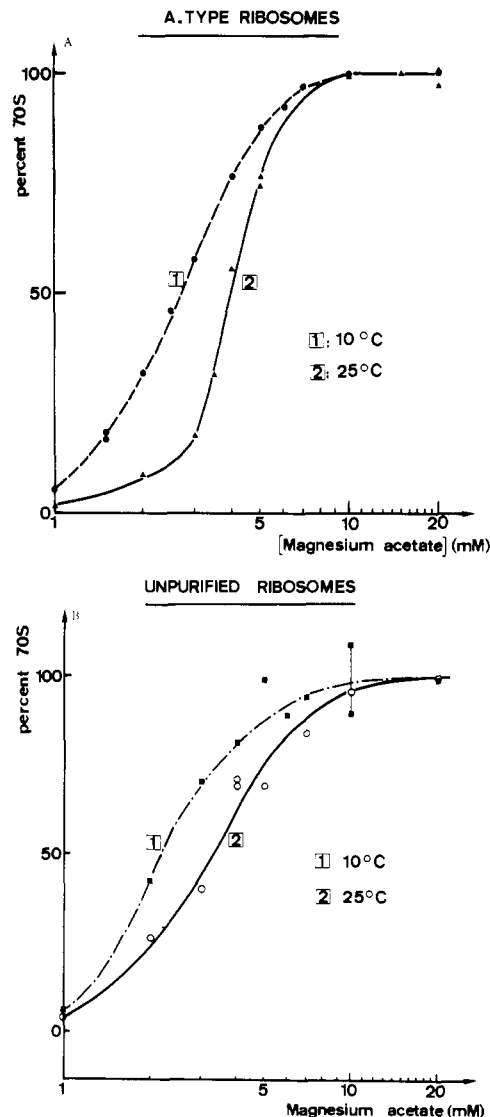 A.TYPE RIBOSOMES
A
percent 70S
100
50
0
1
2
1: 10°C
2: 25°C
1
5
10
20
[Magnesium acetate] (mM)
UNPURIFIED RIBOSOMES
B
percent 70S
100
50
0
1
2
1 10°C
2 25°C
1
5
10
20
Magnesium acetate (mM)